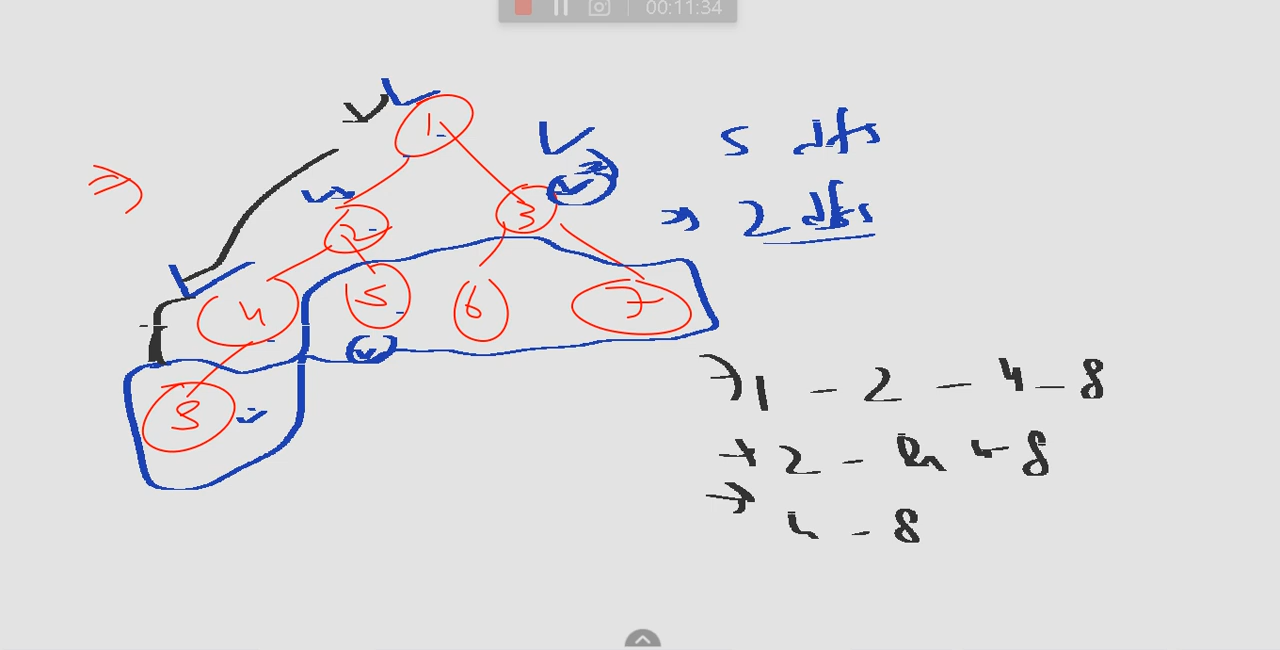 00:11:34
1
5 dfs
2 dfs
2
3
4
5
6
7
8
1 - 2 - 4 - 8
2 - 4 - 8
4 - 8